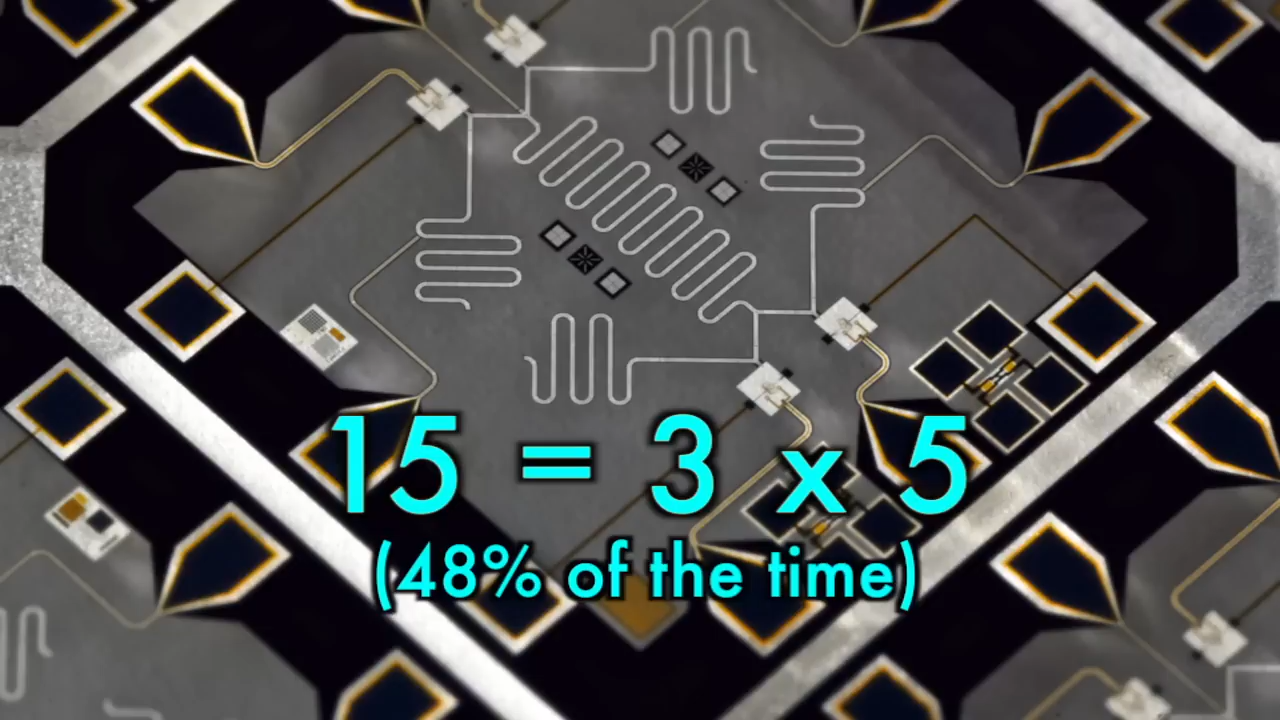 15 = 3 x 5
(48% of the time)